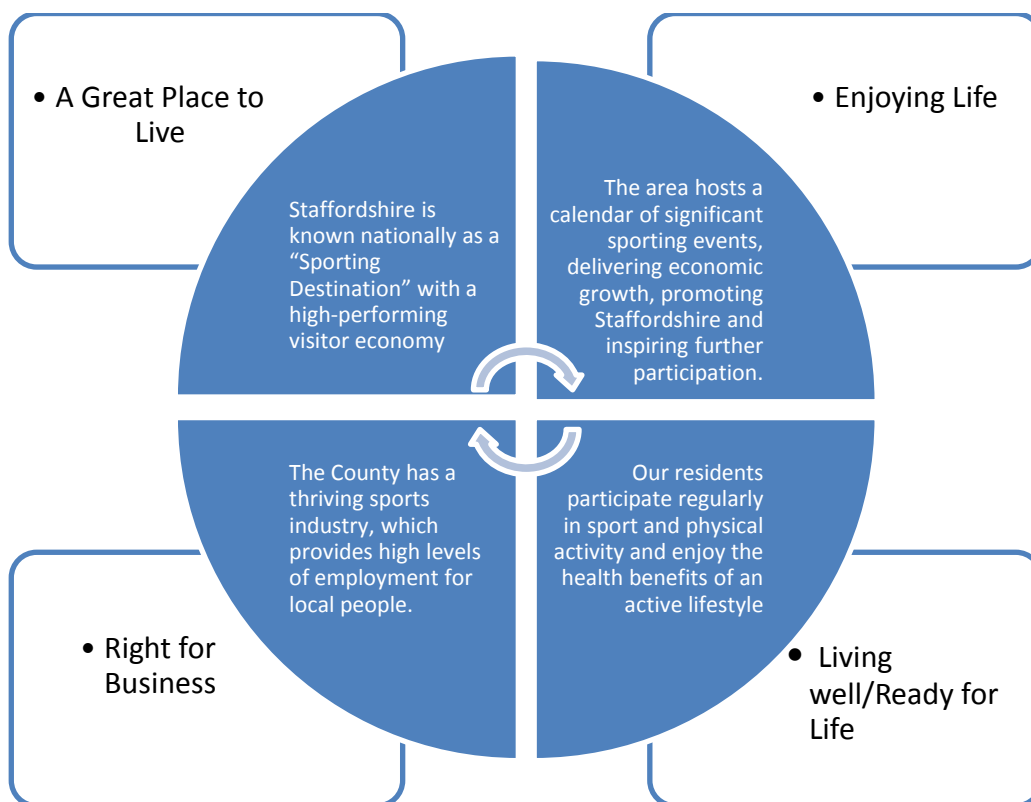 • A Great Place to
Live
• Enjoying Life
Staffordshire is
known nationally as a
“Sporting
Destination” with a
high-performing
visitor economy
The area hosts a
calendar of significant
sporting events,
delivering economic
growth, promoting
Staffordshire and
inspiring further
participation.
The County has a
thriving sports
industry, which
provides high levels
of employment for
local people.
Our residents
participate regularly
in sport and physical
activity and enjoy the
health benefits of an
active lifestyle
• Right for
Business
• Living
well/Ready for
Life